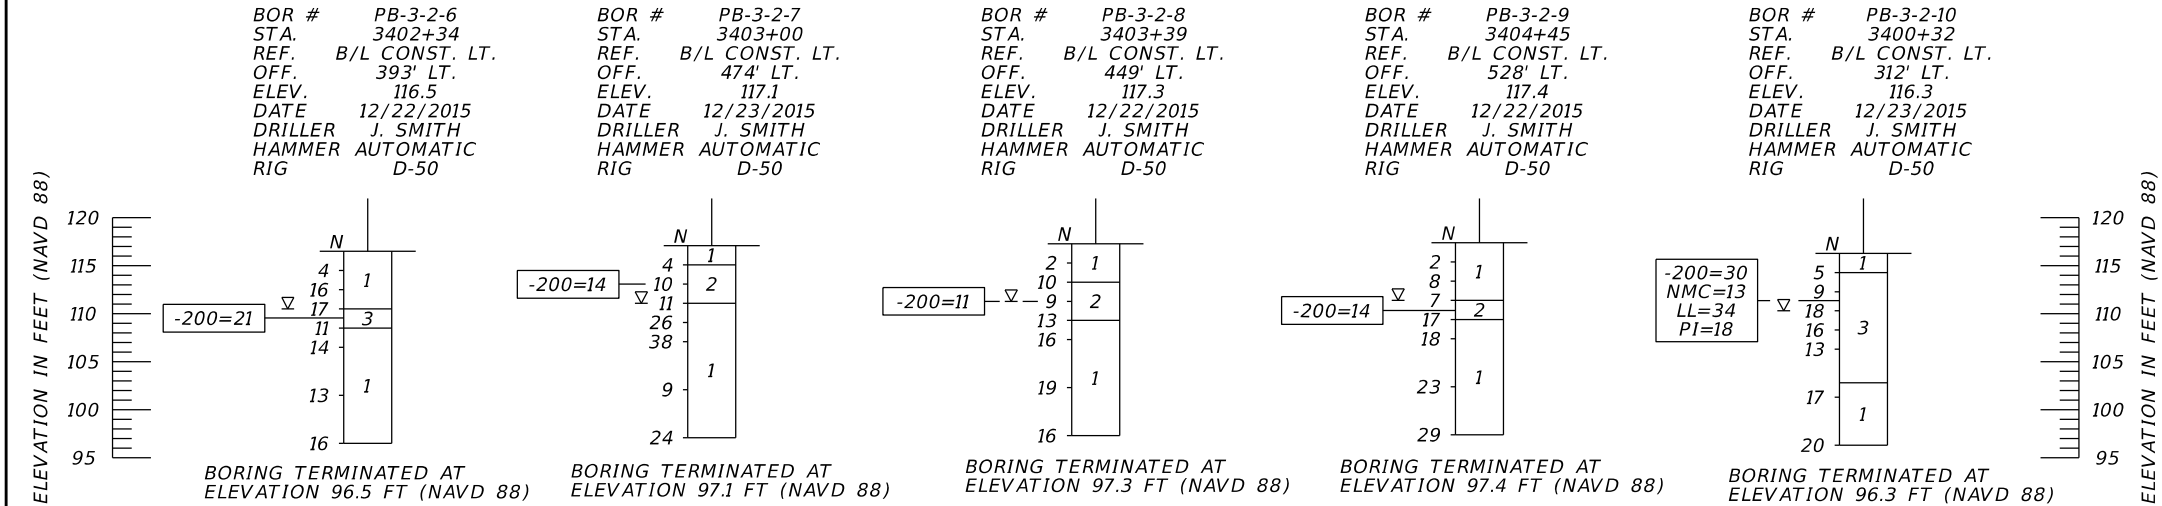 BOR # PB-3-2-6
STA. 3402+34
REF. B/L CONST. LT.
OFF. 393' LT.
ELEV. 116.5
DATE 12/22/2015
DRILLER J. SMITH
HAMMER AUTOMATIC
RIG D-50
BOR # PB-3-2-7
STA. 3403+00
REF. B/L CONST. LT.
OFF. 474' LT.
ELEV. 117.1
DATE 12/23/2015
DRILLER J. SMITH
HAMMER AUTOMATIC
RIG D-50
BOR # PB-3-2-8
STA. 3403+39
REF. B/L CONST. LT.
OFF. 449' LT.
ELEV. 117.3
DATE 12/22/2015
DRILLER J. SMITH
HAMMER AUTOMATIC
RIG D-50
BOR # PB-3-2-9
STA. 3404+45
REF. B/L CONST. LT.
OFF. 528' LT.
ELEV. 117.4
DATE 12/22/2015
DRILLER J. SMITH
HAMMER AUTOMATIC
RIG D-50
BOR # PB-3-2-10
STA. 3400+32
REF. B/L CONST. LT.
OFF. 312' LT.
ELEV. 116.3
DATE 12/23/2015
DRILLER J. SMITH
HAMMER AUTOMATIC
RIG D-50
ELEVATION IN FEET (NAVD 88)
120
115
110
105
100
95
N
4
1
16
17
-200=21
3
11
14
1
13
16
BORING TERMINATED AT
ELEVATION 96.5 FT (NAVD 88)
N
1
4
-200=14
10
2
11
26
38
1
9
24
BORING TERMINATED AT
ELEVATION 97.1 FT (NAVD 88)
N
2
1
10
-200=11
9
2
13
16
1
19
16
BORING TERMINATED AT
ELEVATION 97.3 FT (NAVD 88)
N
2
1
8
7
-200=14
2
17
18
1
23
29
BORING TERMINATED AT
ELEVATION 97.4 FT (NAVD 88)
N
1
5
-200=30
NMC=13
LL=34
PI=18
9
18
16
3
13
17
1
20
BORING TERMINATED AT
ELEVATION 96.3 FT (NAVD 88)
120
115
110
105
100
95
ELEVATION IN FEET (NAVD 88)